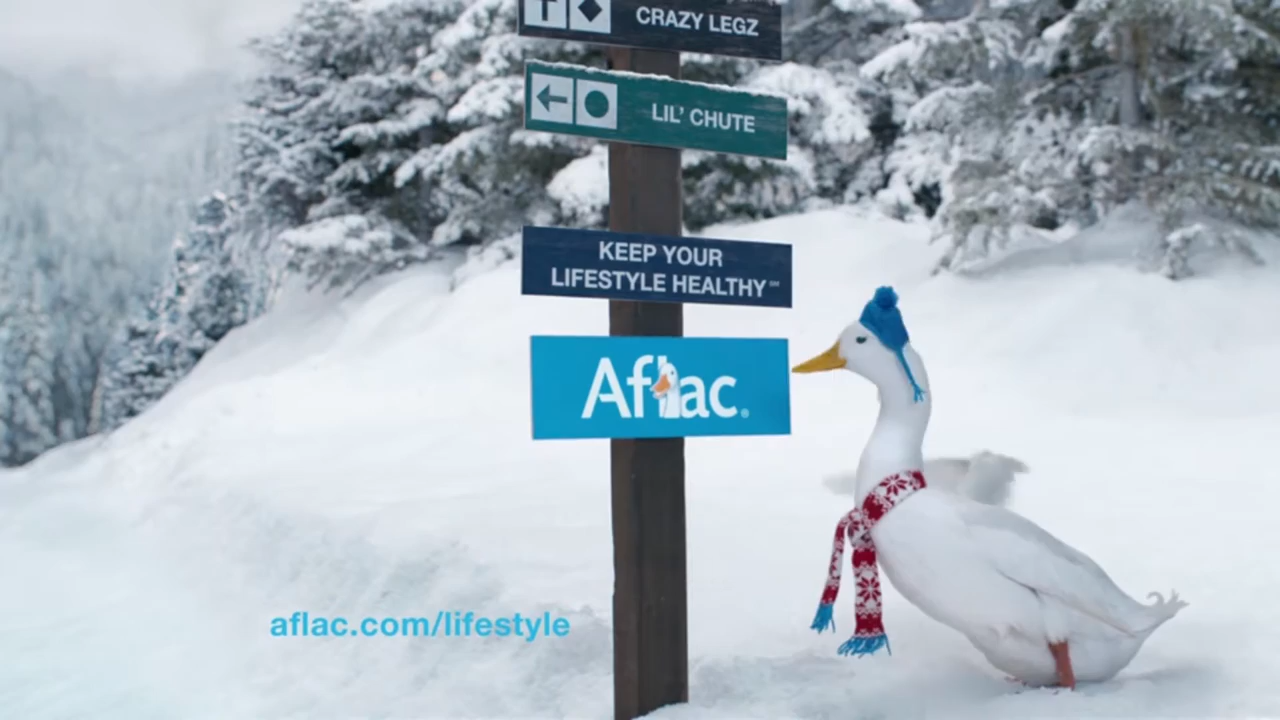 CRAZY LEGZ
LIL' CHUTE
KEEP YOUR
LIFESTYLE HEALTHY℠
Aflac®
aflac.com/lifestyle